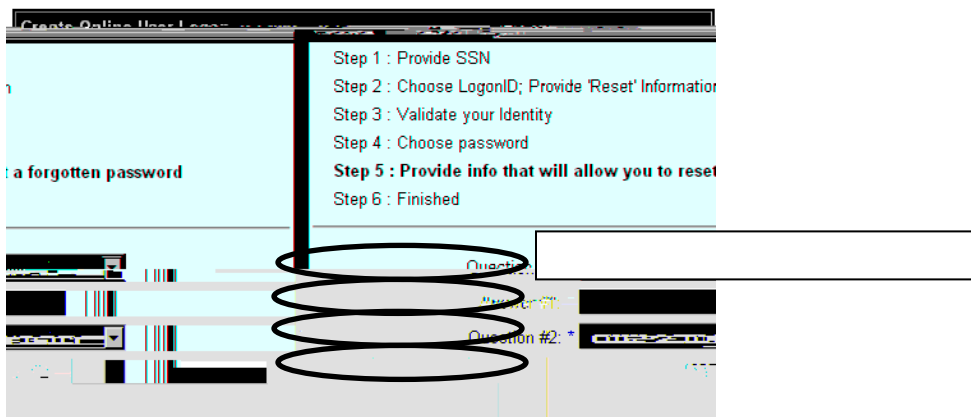 Create Online User Logon
Step 1 : Provide SSN
Step 2 : Choose LogonID; Provide 'Reset' Information
Step 3 : Validate your Identity
Step 4 : Choose password
a forgotten password
Step 5 : Provide info that will allow you to reset
Step 6 : Finished
Question
Question #2: *